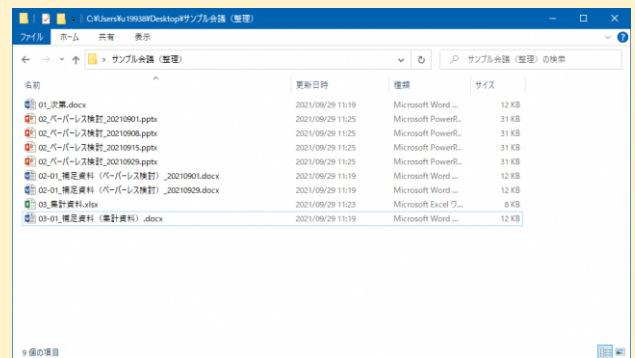 C:¥Users¥u19938¥Desktop¥サンプル会議（整理）
ファイル ホーム 共有 表示
サンプル会議（整理） サンプル会議（整理）の検索
名前 更新日時 種類 サイズ
01_次第.docx 2021/09/29 11:19 Microsoft Word ... 12 KB
02_ペーパーレス検討_20210901.pptx 2021/09/29 11:25 Microsoft PowerP... 31 KB
02_ペーパーレス検討_20210908.pptx 2021/09/29 11:25 Microsoft PowerP... 31 KB
02_ペーパーレス検討_20210915.pptx 2021/09/29 11:25 Microsoft PowerP... 31 KB
02_ペーパーレス検討_20210929.pptx 2021/09/29 11:25 Microsoft PowerP... 31 KB
02-01_補足資料（ペーパーレス検討）_20210901.docx 2021/09/29 11:19 Microsoft Word ... 12 KB
02-01_補足資料（ペーパーレス検討）_20210929.docx 2021/09/29 11:19 Microsoft Word ... 12 KB
03_集計資料.xlsx 2021/09/29 11:23 Microsoft Excel ワ... 8 KB
03-01_補足資料（集計資料）.docx 2021/09/29 11:19 Microsoft Word ... 12 KB
9 個の項目